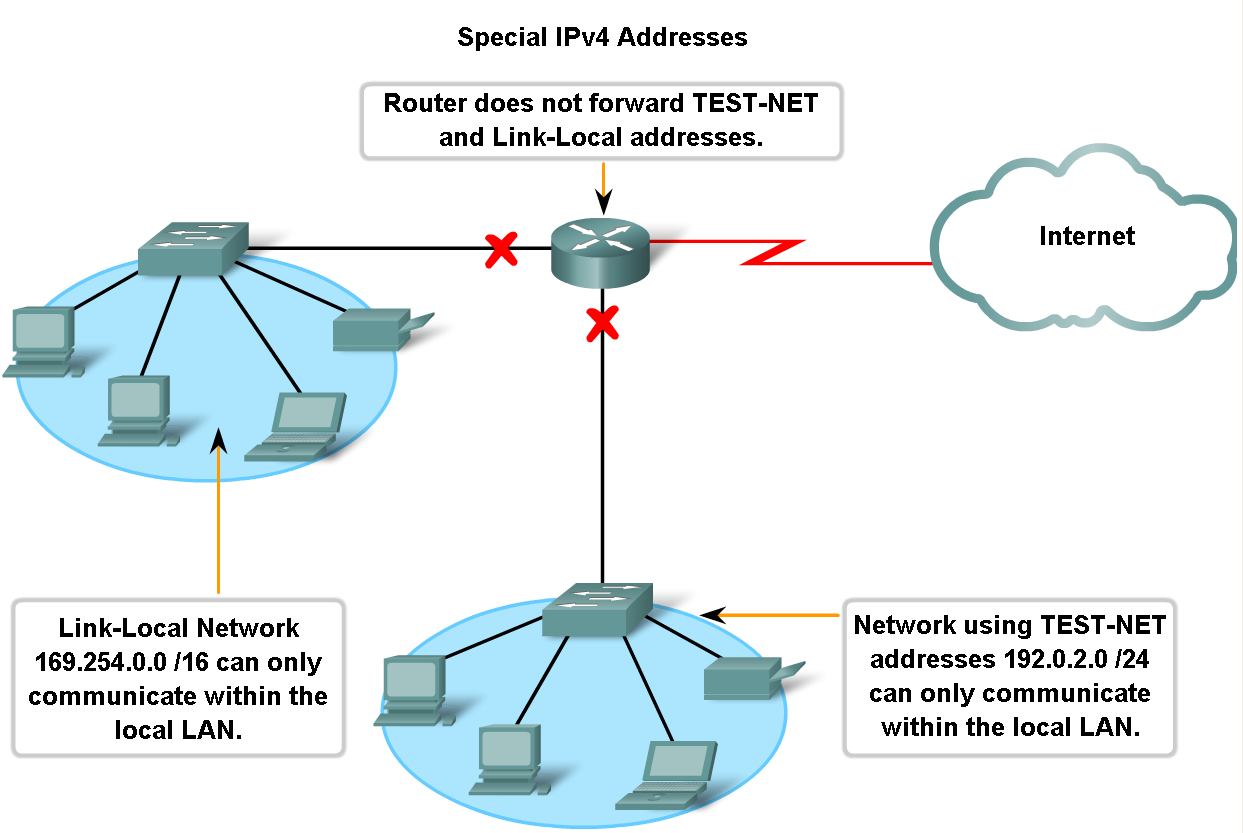 Special IPv4 Addresses
Router does not forward TEST-NET
and Link-Local addresses.
Internet
Link-Local Network
169.254.0.0 /16 can only
communicate within the
local LAN.
Network using TEST-NET
addresses 192.0.2.0 /24
can only communicate
within the local LAN.